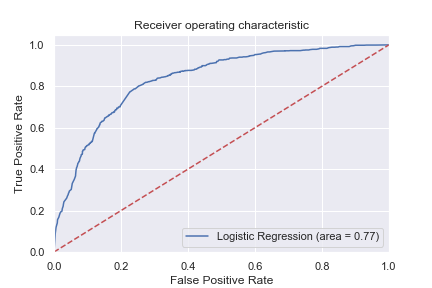 Receiver operating characteristic
True Positive Rate
1.0
0.8
0.6
0.4
0.2
0.0
Logistic Regression (area = 0.77)
0.0 0.2 0.4 0.6 0.8 1.0
False Positive Rate